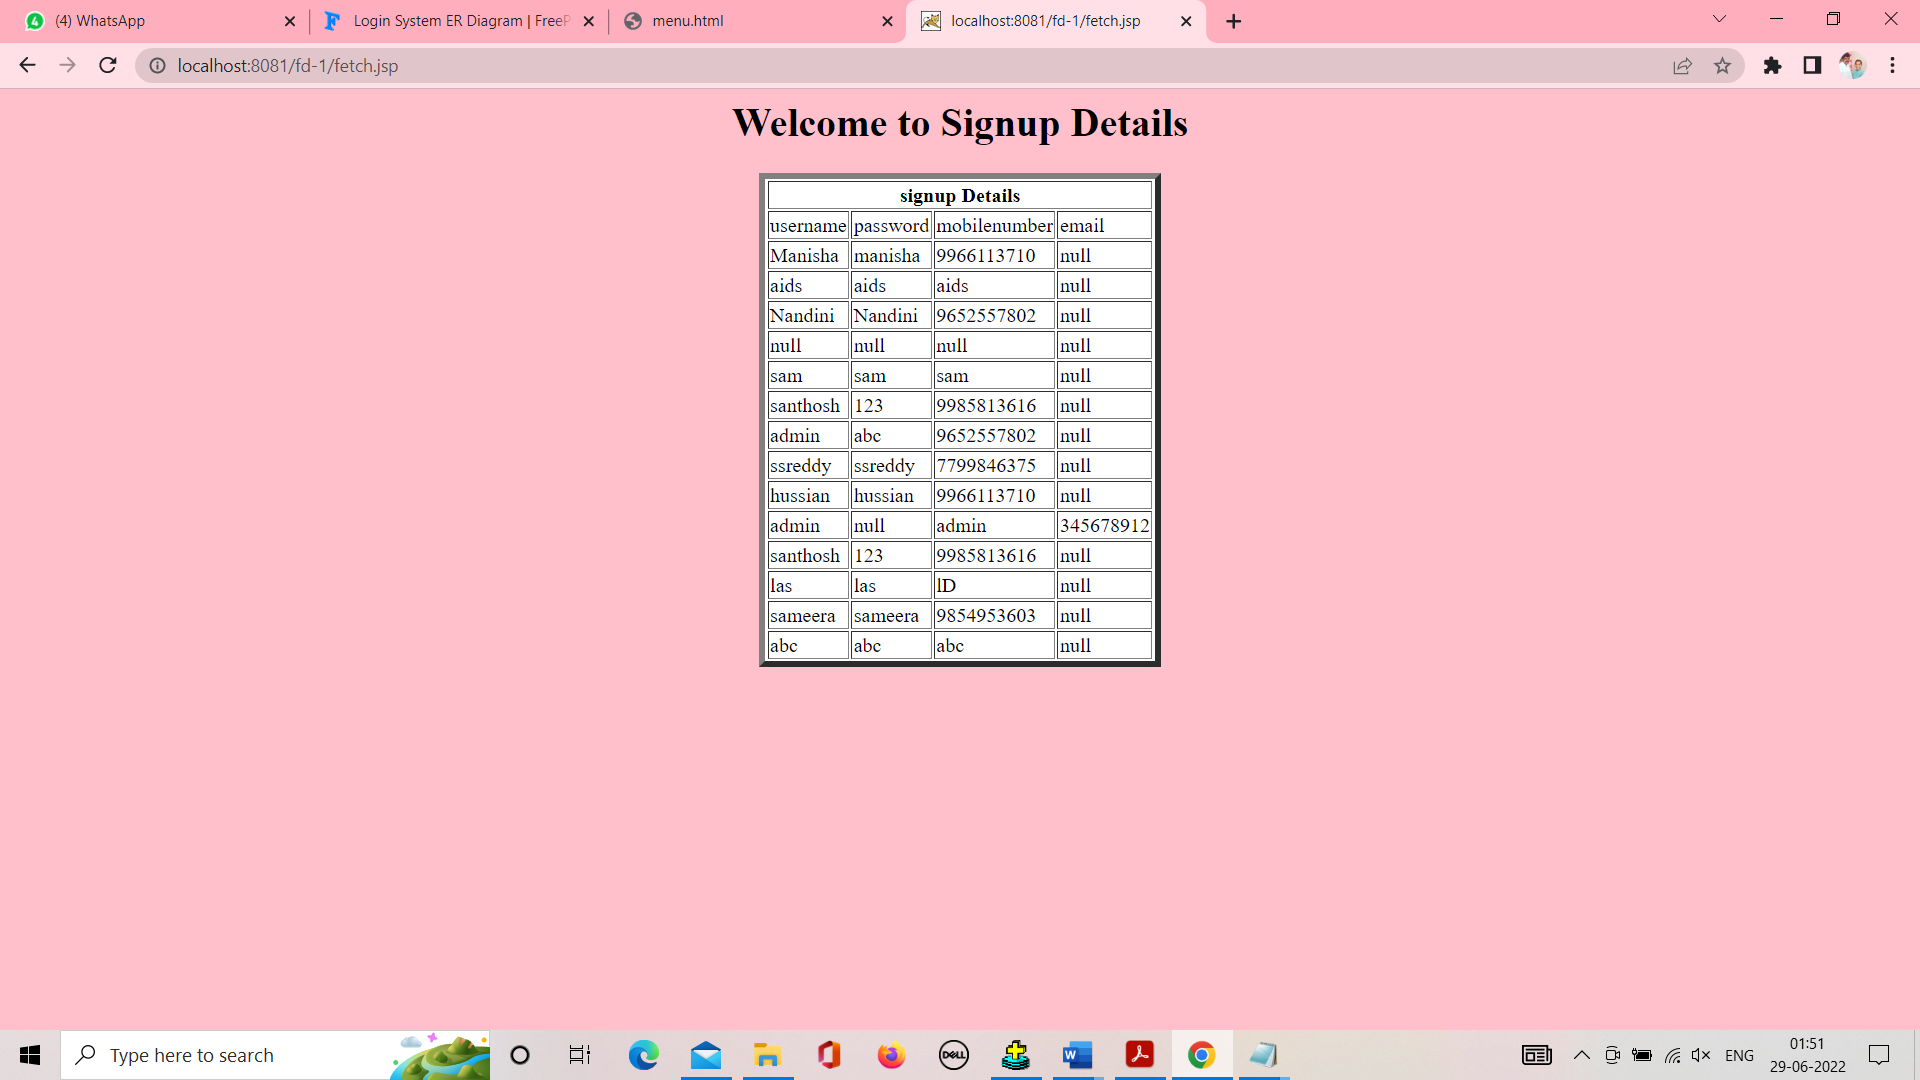 (4) WhatsApp
Login System ER Diagram | FreeP
menu.html
localhost:8081/fd-1/fetch.jsp
localhost:8081/fd-1/fetch.jsp
Welcome to Signup Details
signup Details
username password mobilenumber email
Manisha manisha 9966113710 null
aids aids aids null
Nandini Nandini 9652557802 null
null null null null
sam sam sam null
santhosh 123 9985813616 null
admin abc 9652557802 null
ssreddy ssreddy 7799846375 null
hussian hussian 9966113710 null
admin null admin 345678912
santhosh 123 9985813616 null
las las lD null
sameera sameera 9854953603 null
abc abc abc null
Type here to search
DELL
W
ENG
01:51
29-06-2022